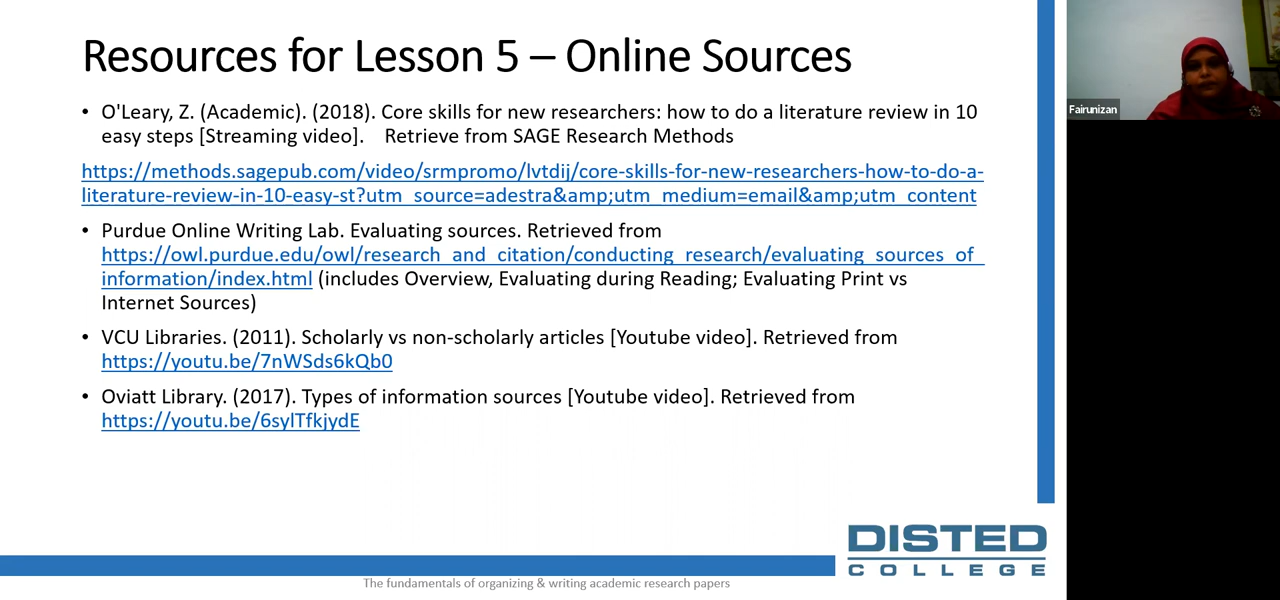 Resources for Lesson 5 – Online Sources
• O'Leary, Z. (Academic). (2018). Core skills for new researchers: how to do a literature review in 10
easy steps [Streaming video]. Retrieve from SAGE Research Methods
https://methods.sagepub.com/video/srmpromo/lvtdij/core-skills-for-new-researchers-how-to-do-a-
literature-review-in-10-easy-st?utm_source=adestra&amp;utm_medium=email&amp;utm_content
• Purdue Online Writing Lab. Evaluating sources. Retrieved from
https://owl.purdue.edu/owl/research_and_citation/conducting_research/evaluating_sources_of_
information/index.html (includes Overview, Evaluating during Reading; Evaluating Print vs
Internet Sources)
• VCU Libraries. (2011). Scholarly vs non-scholarly articles [Youtube video]. Retrieved from
https://youtu.be/7nWSds6kQb0
• Oviatt Library. (2017). Types of information sources [Youtube video]. Retrieved from
https://youtu.be/6sylTfkjydE
DISTED
COLLEGE
The fundamentals of organizing & writing academic research papers
Fairunizan